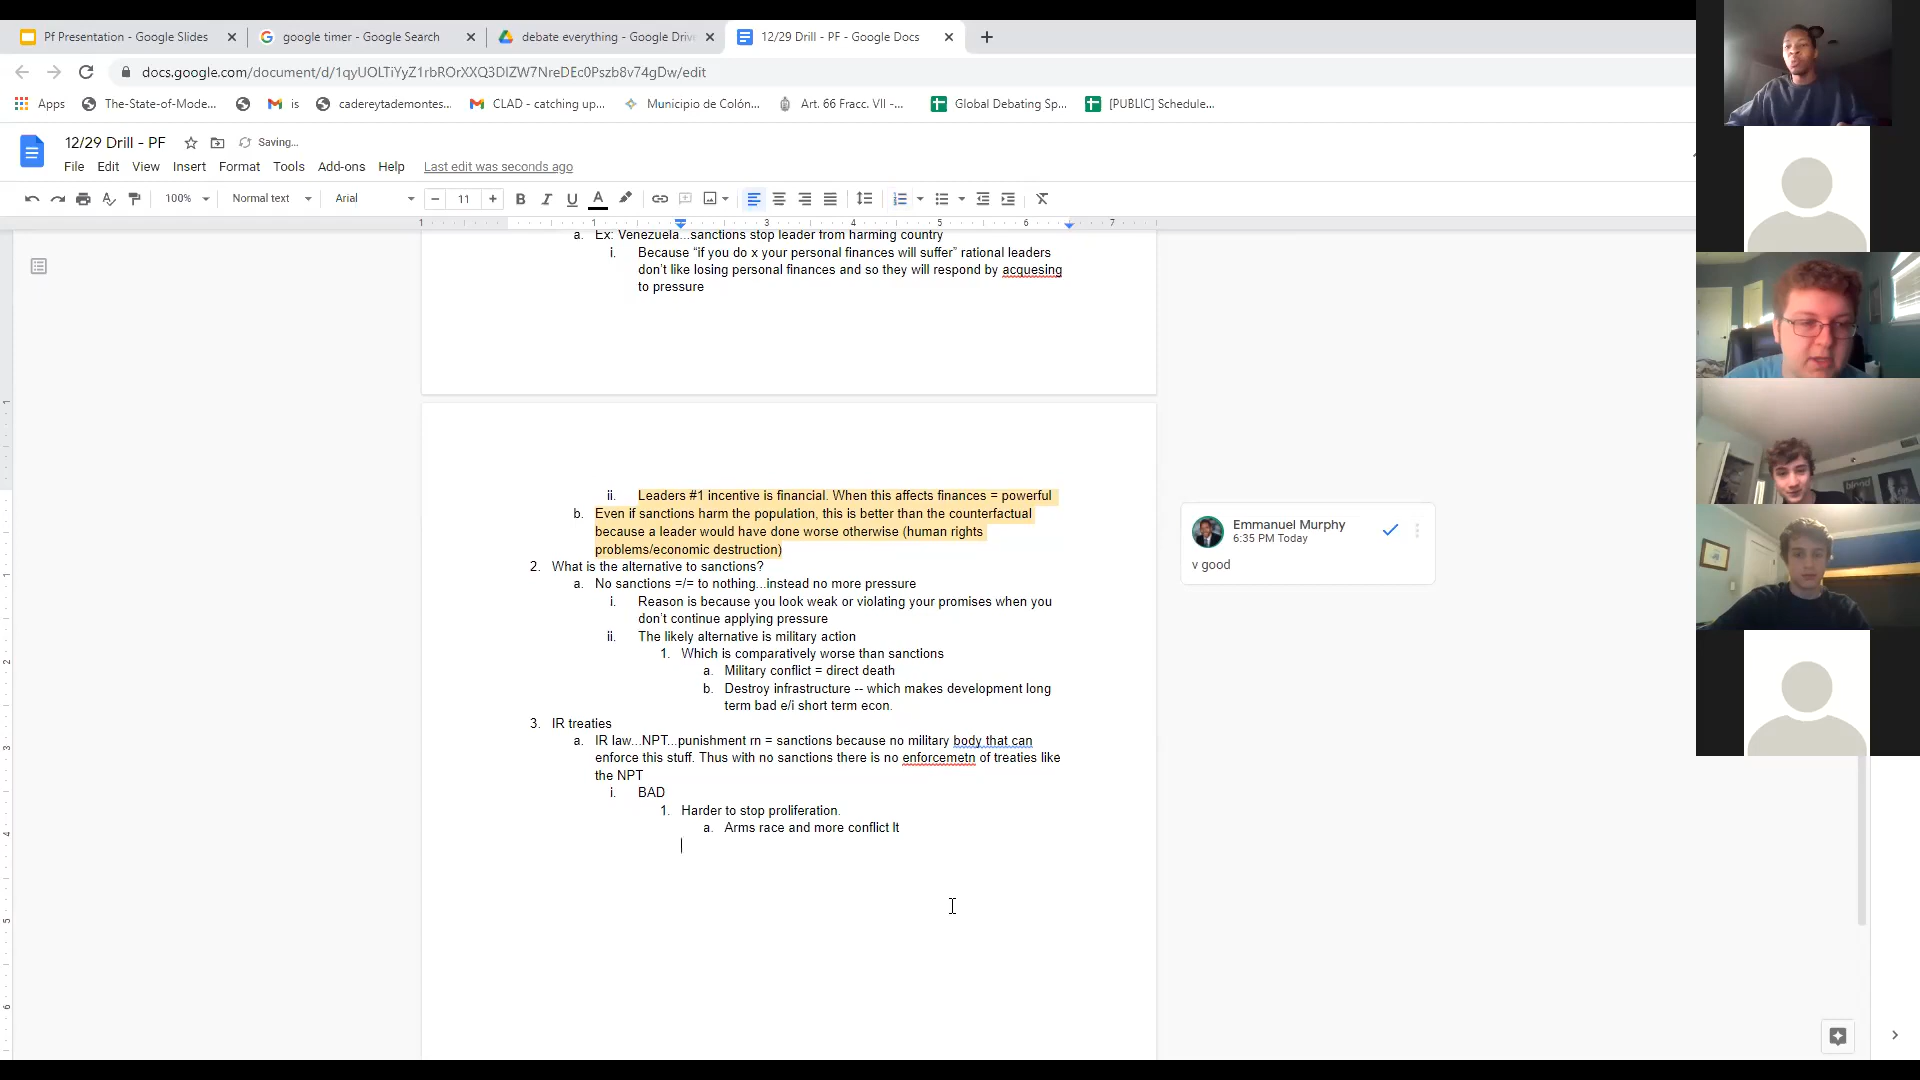 Pf Presentation - Google Slides
google timer - Google Search
debate everything - Google Drive
12/29 Drill - PF - Google Docs
docs.google.com/document/d/1qyUOLTiYyZ1rbROrXXQ3DIZW7NreDEc0Pszb8v74gDw/edit
Apps
The-State-of-Mode...
is
cadereytademontes...
CLAD - catching up...
Municipio de Colón...
Art. 66 Fracc. VII -...
Global Debating Sp...
[PUBLIC] Schedule...
12/29 Drill - PF
Saving...
File Edit View Insert Format Tools Add-ons Help Last edit was seconds ago
100% Normal text Arial 11
1 1 3 4 5 6 7
a. Ex: Venezuela...sanctions stop leader from harming country
i. Because “if you do x your personal finances will suffer” rational leaders
don’t like losing personal finances and so they will respond by acquesing
to pressure
ii. Leaders #1 incentive is financial. When this affects finances = powerful
b. Even if sanctions harm the population, this is better than the counterfactual
because a leader would have done worse otherwise (human rights
problems/economic destruction)
2. What is the alternative to sanctions?
a. No sanctions =/= to nothing...instead no more pressure
i. Reason is because you look weak or violating your promises when you
don’t continue applying pressure
ii. The likely alternative is military action
1. Which is comparatively worse than sanctions
a. Military conflict = direct death
b. Destroy infrastructure -- which makes development long
term bad e/i short term econ.
3. IR treaties
a. IR law...NPT...punishment rn = sanctions because no military body that can
enforce this stuff. Thus with no sanctions there is no enforcemetn of treaties like
the NPT
i. BAD
1. Harder to stop proliferation.
a. Arms race and more conflict lt
Emmanuel Murphy
6:35 PM Today
v good